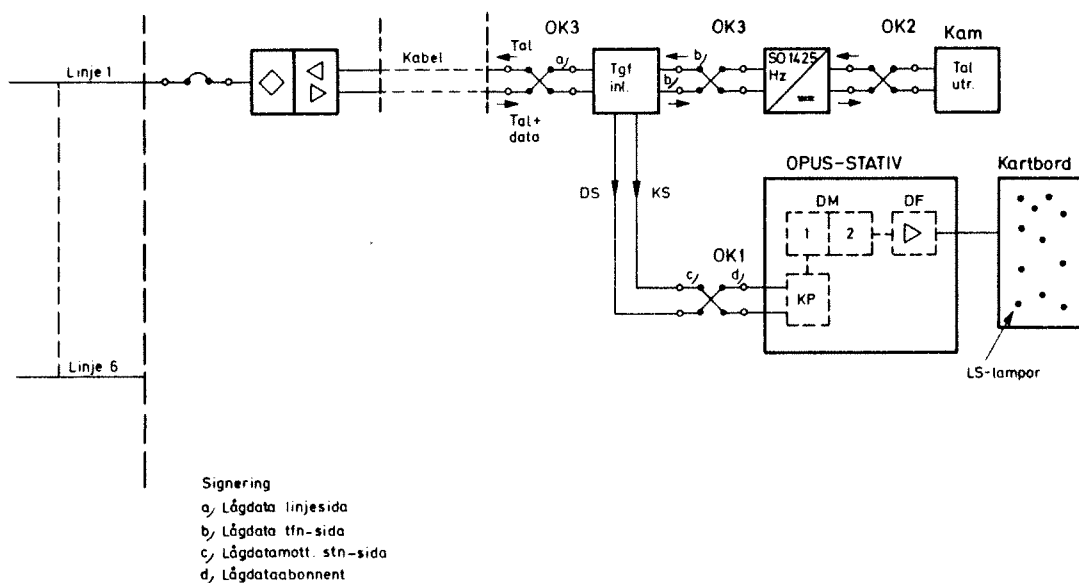 Linje 1
Kabel
OK3
Tal
a)
Tal+
data
Tgf
inl.
OK3
b)
b)
SO 1425
Hz
OK2
Kam
Tal
utr.
DS
KS
OPUS-STATIV
Kartbord
DM
DF
1
2
OK1
c)
d)
KP
Linje 6
LS-lampor
Signering
a) Lågdata linjesida
b) Lågdata tfn-sida
c) Lågdatamott. stn-sida
d) Lågdataabonnent